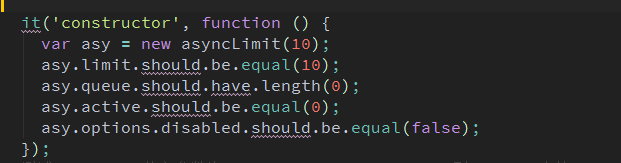 it('constructor', function () {
var asy = new asyncLimit(10);
asy.limit.should.be.equal(10);
asy.queue.should.have.length(0);
asy.active.should.be.equal(0);
asy.options.disabled.should.be.equal(false);
});